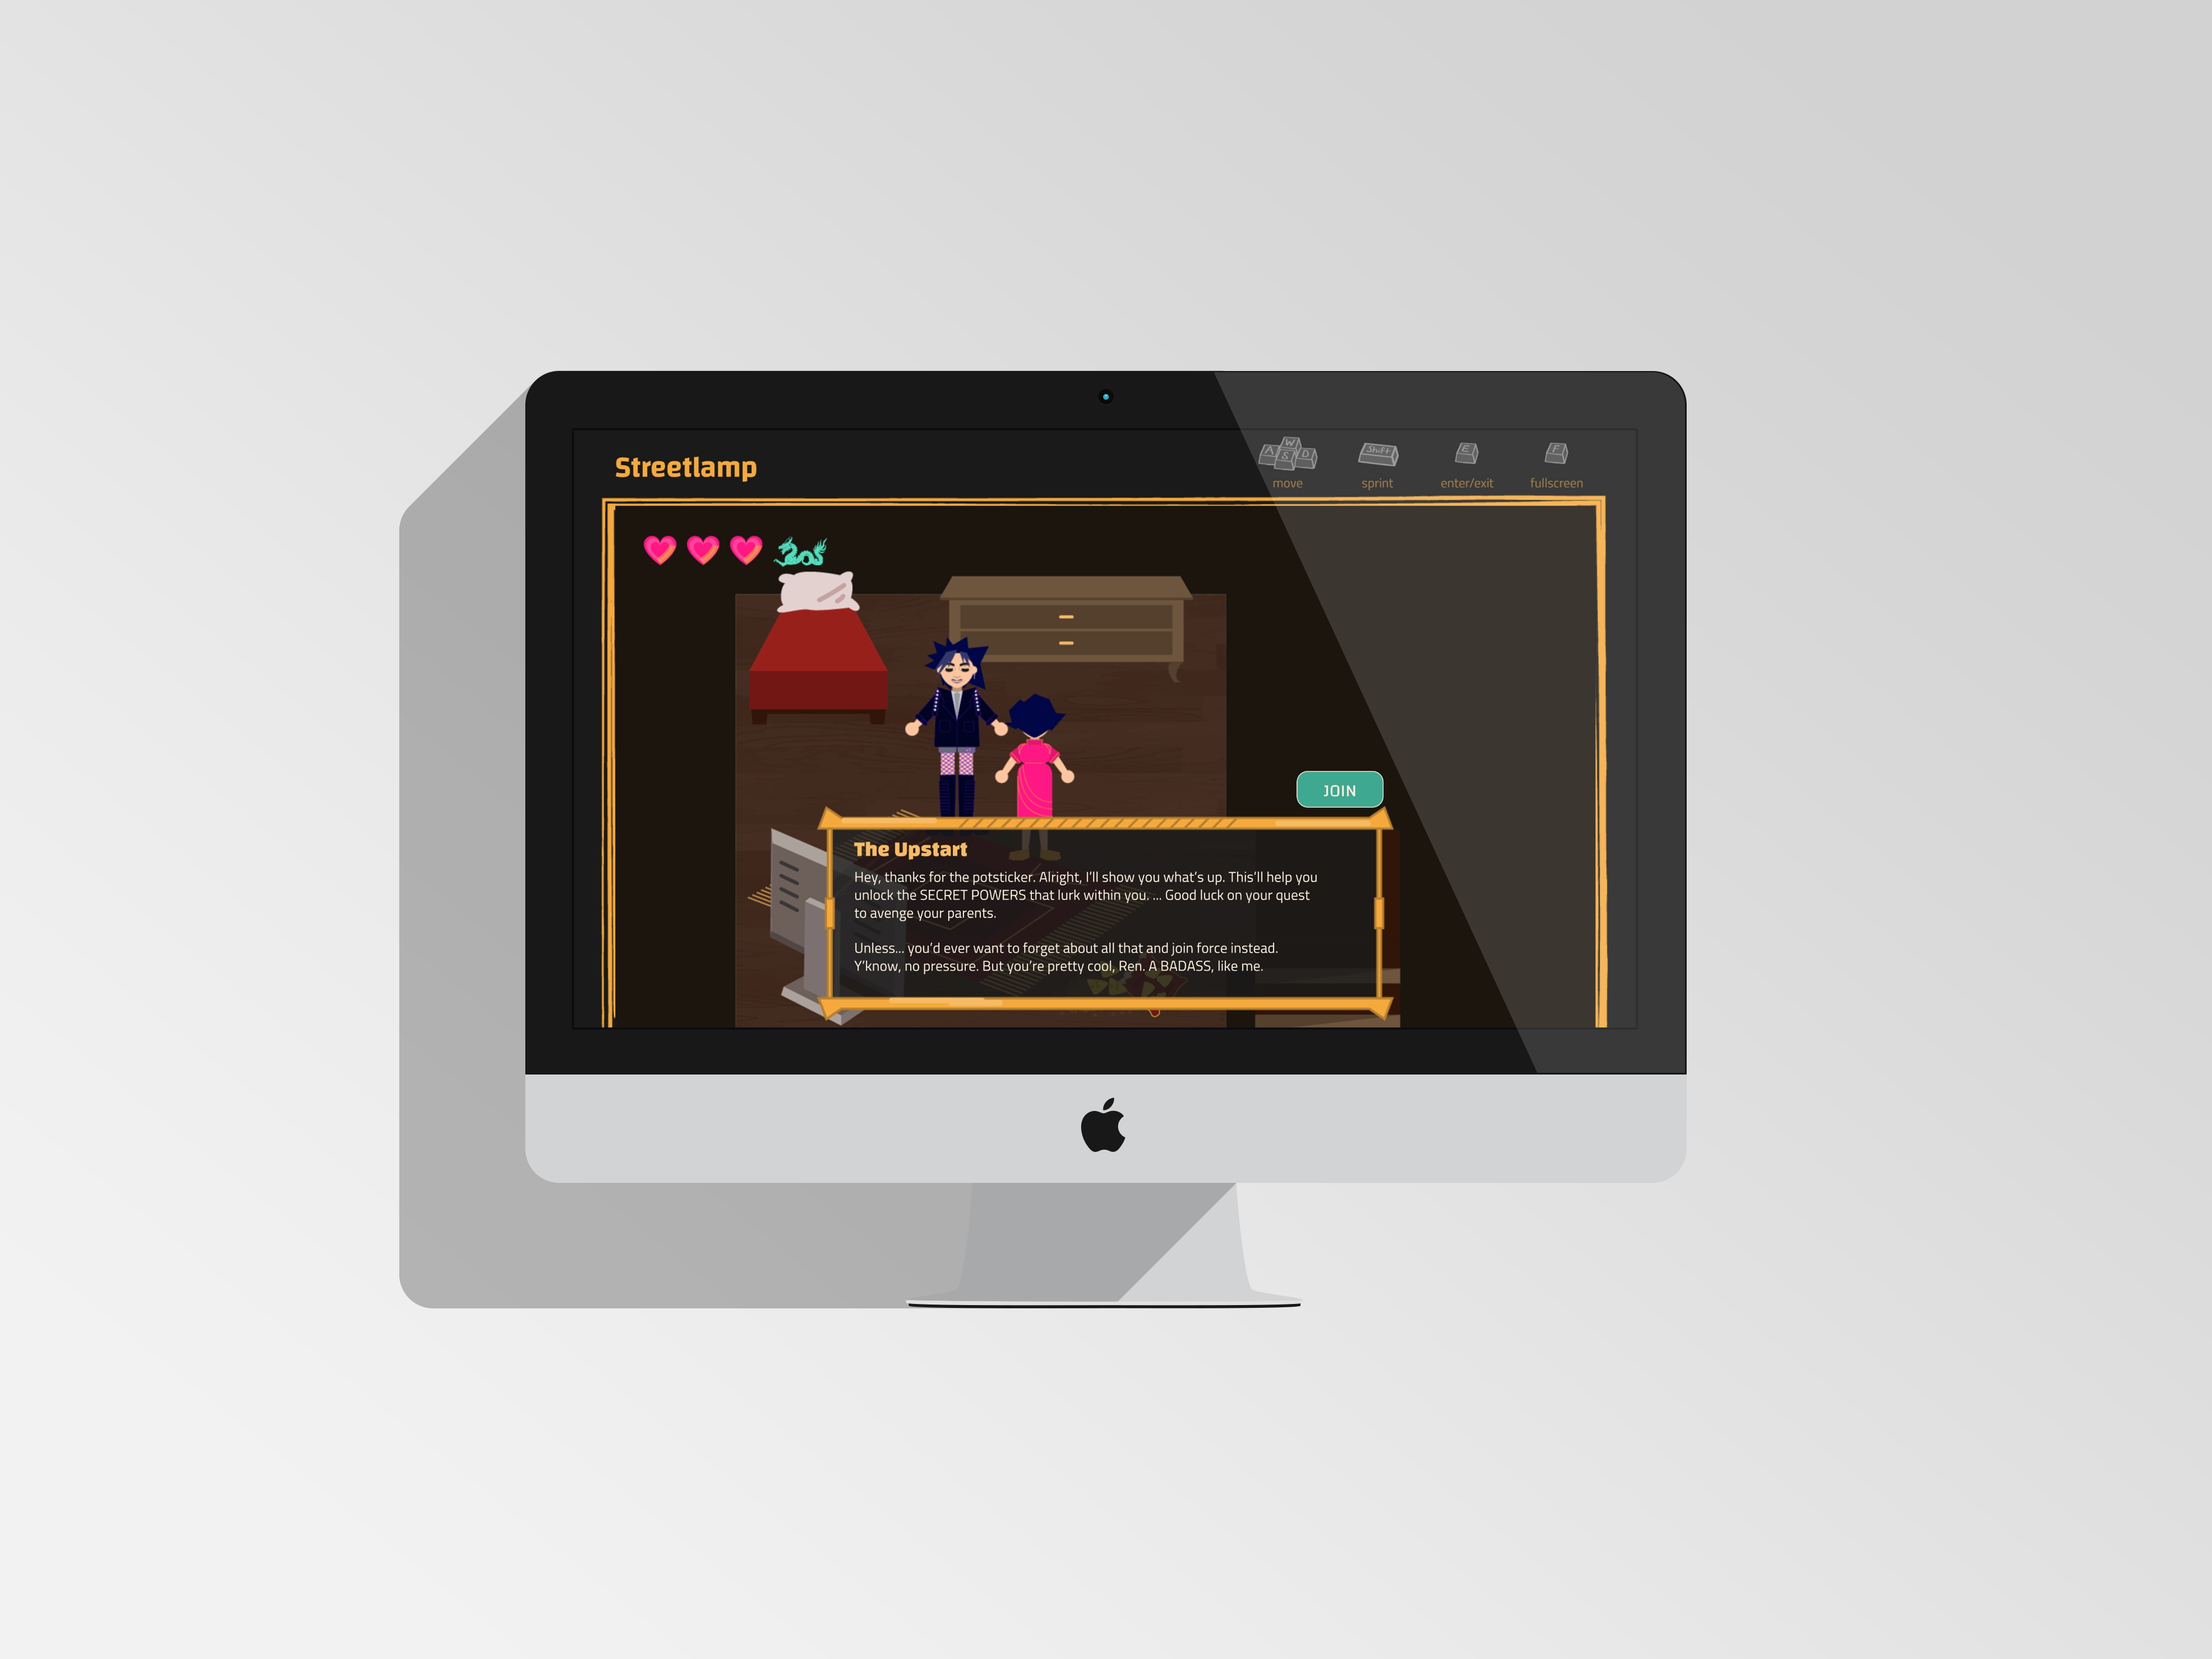 Streetlamp
W
A S D
Shift
E
F
move
sprint
enter/exit
fullscreen
JOIN
The Upstart
Hey, thanks for the potsticker. Alright, I'll show you what's up. This'll help you
unlock the SECRET POWERS that lurk within you. ... Good luck on your quest
to avenge your parents.
Unless... you'd ever want to forget about all that and join force instead.
Y'know, no pressure. But you're pretty cool, Ren. A BADASS, like me.